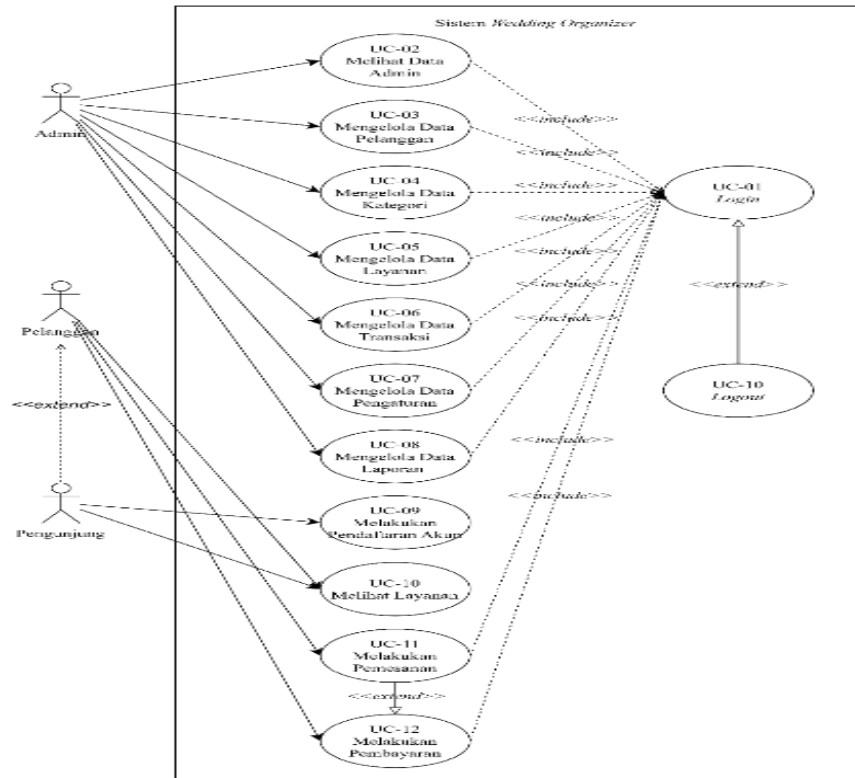 Sistem Wedding Organizer
UC-02
Melihat Data
Admin
UC-03
Mengelola Data
Pelanggan
UC-04
Mengelola Data
Kategori
UC-05
Mengelola Data
Layanan
UC-06
Mengelola Data
Transaksi
UC-07
Mengelola Data
Pengaturan
UC-08
Mengelola Data
Laporan
UC-09
Melakukan
Pendaftaran Akun
UC-10
Melihat Layanan
UC-11
Melakukan
Pemesanan
<<extend>>
UC-12
Melakukan
Pembayaran
Admin
Pelanggan
<<extend>>
Pengunjung
<<include>>
<<include>>
<<include>>
<<include>>
<<include>>
<<include>>
<<include>>
<<include>>
<<include>>
UC-01
Login
<<extend>>
UC-10
Logout